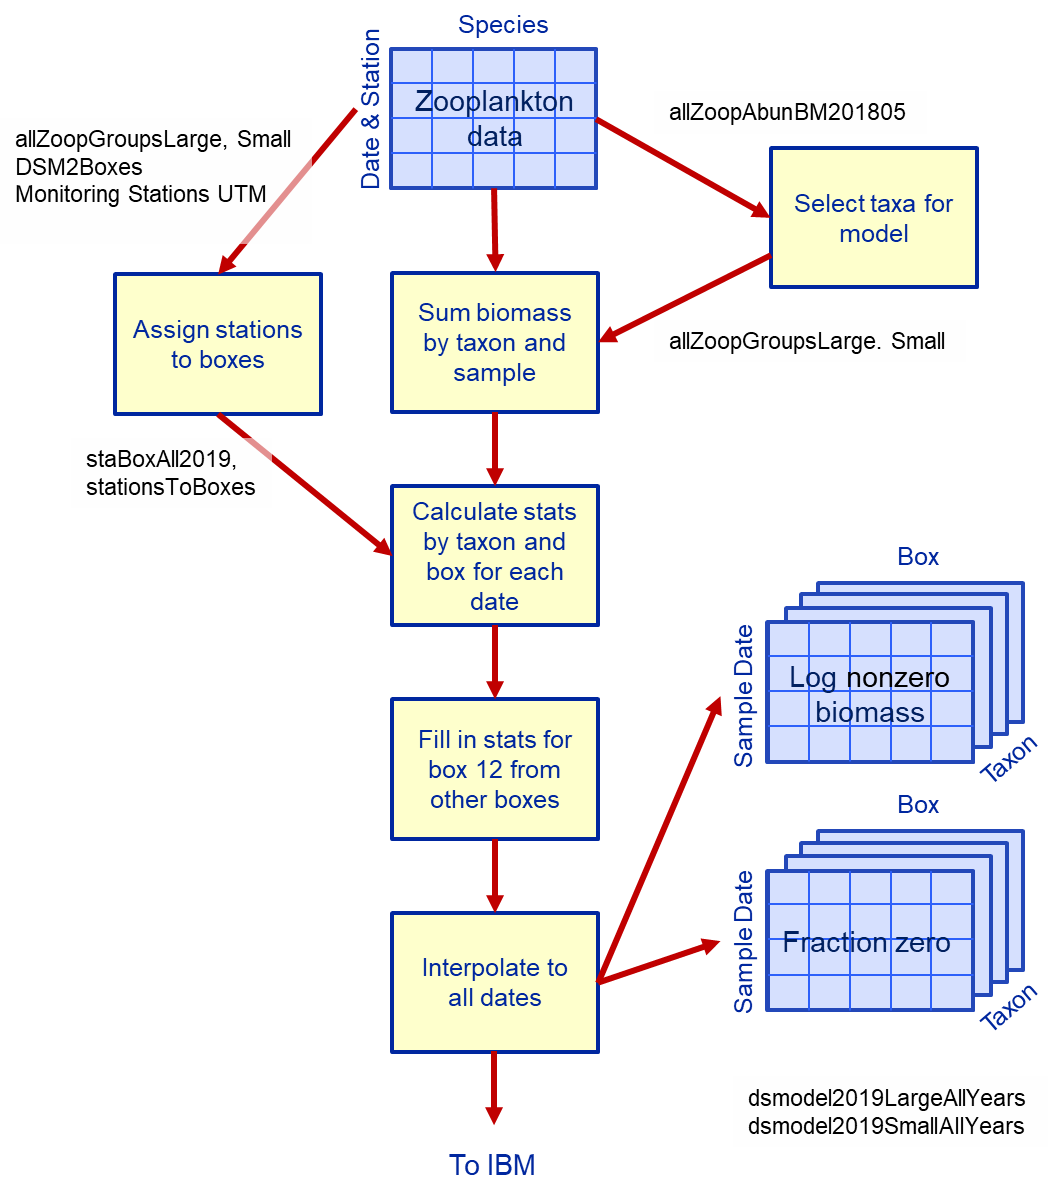 Species
Date & Station
Zooplankton
data
allZoopAbunBM201805
allZoopGroupsLarge, Small
DSM2Boxes
Monitoring Stations UTM
Select taxa for
model
Assign stations
to boxes
Sum biomass
by taxon and
sample
allZoopGroupsLarge. Small
staBoxAll2019,
stationsToBoxes
Calculate stats
by taxon and
box for each
date
Fill in stats for
box 12 from
other boxes
Interpolate to
all dates
Box
Sample Date
Log nonzero
biomass
Taxon
Box
Sample Date
Fraction zero
Taxon
dsmodel2019LargeAllYears
dsmodel2019SmallAllYears
To IBM